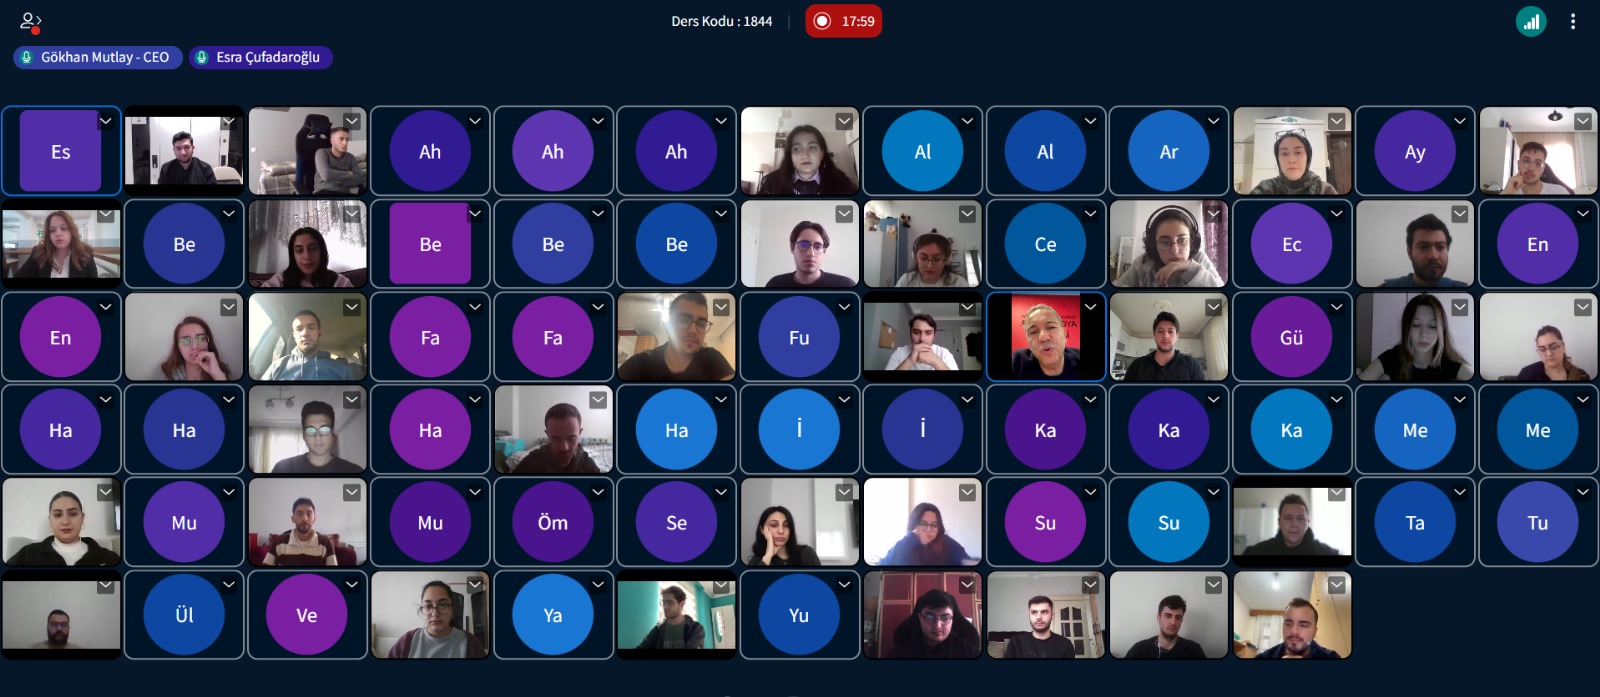 Ders Kodu : 1844
17:59
Gökhan Mutlay - CEO
Esra Çufadaroğlu
Es Ah Ah Ah Al Al Ar Ay
Be Be Be Be Ce Ec En
En Fa Fa Fu Gü
Ha Ha Ha Ha İ İ Ka Ka Ka Me Me
Mu Mu Öm Se Su Su Ta Tu
Ül Ve Ya Yu